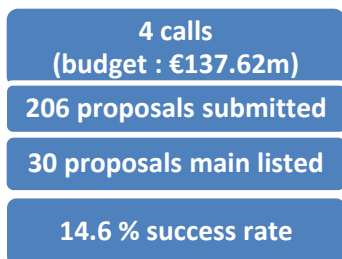 4 calls
(budget : €137.62m)
206 proposals submitted
30 proposals main listed
14.6 % success rate